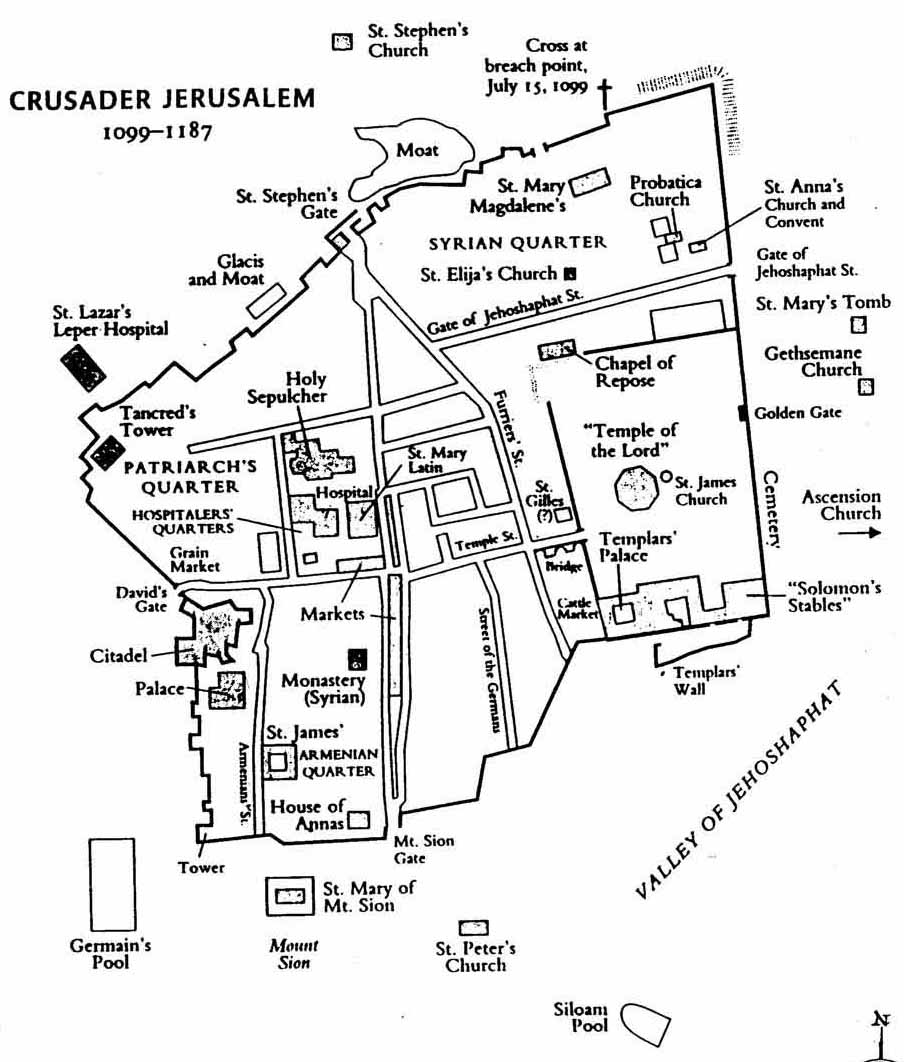 St. Stephen's
Church
Cross at
breach point,
July 15, 1099
CRUSADER JERUSALEM
1099–1187
Moat
St. Stephen's
Gate
St. Mary
Magdalene's
Probatica
Church
St. Anna's
Church and
Convent
SYRIAN QUARTER
Glacis
and Moat
St. Elija's Church
Gate of
Jehoshaphat St.
Gate of Jehoshaphat St.
St. Lazar's
Leper Hospital
St. Mary's Tomb
Gethsemane
Church
Chapel of
Repose
Holy
Sepulcher
Furriers' St.
Tancred's
Tower
Golden Gate
"Temple of
the Lord"
St. Mary
Latin
PATRIARCH'S
QUARTER
Hospital
St. James
Church
St.
Gilles
(?)
Cemetery
Ascension
Church
HOSPITALERS'
QUARTERS
Temple St.
Templars'
Palace
Grain
Market
Bridge
David's
Gate
Markets
Cattle
Market
"Solomon's
Stables"
Street of the Germans
Citadel
Palace
Monastery
(Syrian)
Templars'
Wall
St. James'
ARMENIAN
QUARTER
Armenians' St.
House of
Annas
VALLEY OF JEHOSHAPHAT
Mt. Sion
Gate
Tower
St. Mary of
Mt. Sion
Germain's
Pool
Mount
Sion
St. Peter's
Church
Siloam
Pool
N